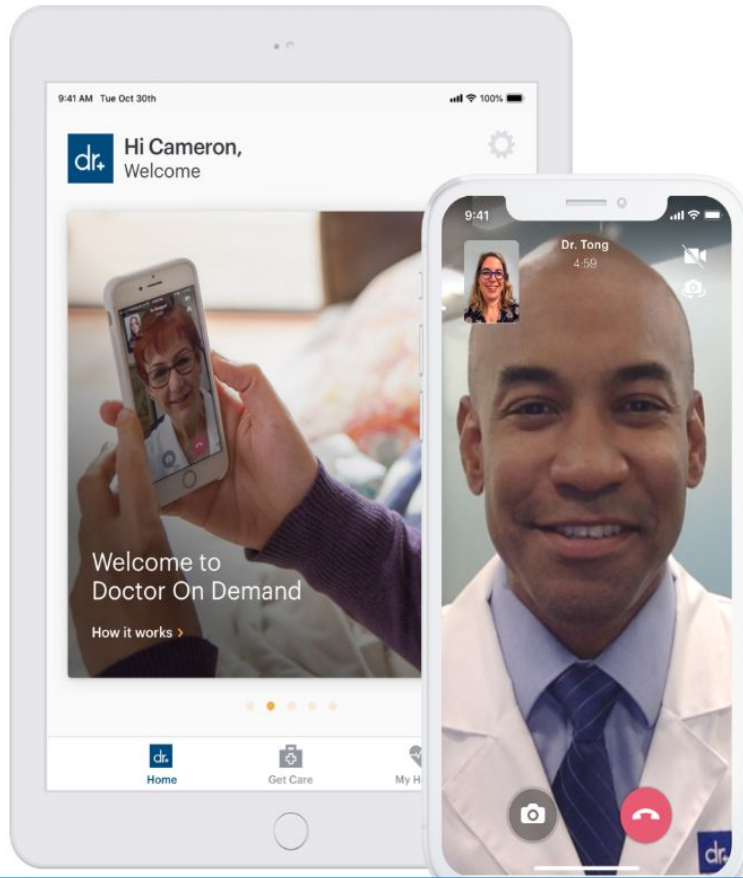 9:41 AM Tue Oct 30th
100%
dr+
Hi Cameron,
Welcome
Welcome to
Doctor On Demand
How it works >
dr+
Home
Get Care
My H
9:41
Dr. Tong
4:59
dr